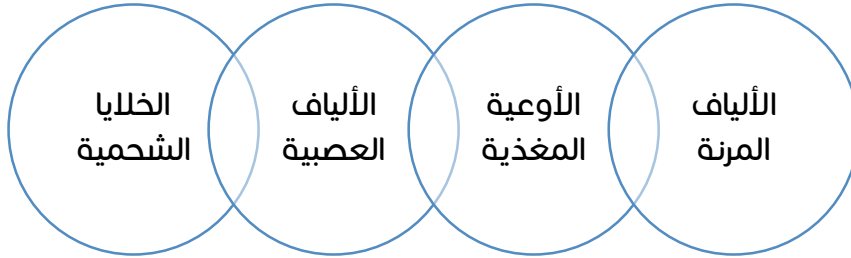 الألياف
المرنة
الأوعية
المغذية
الألياف
العصبية
الخلايا
الشحمية